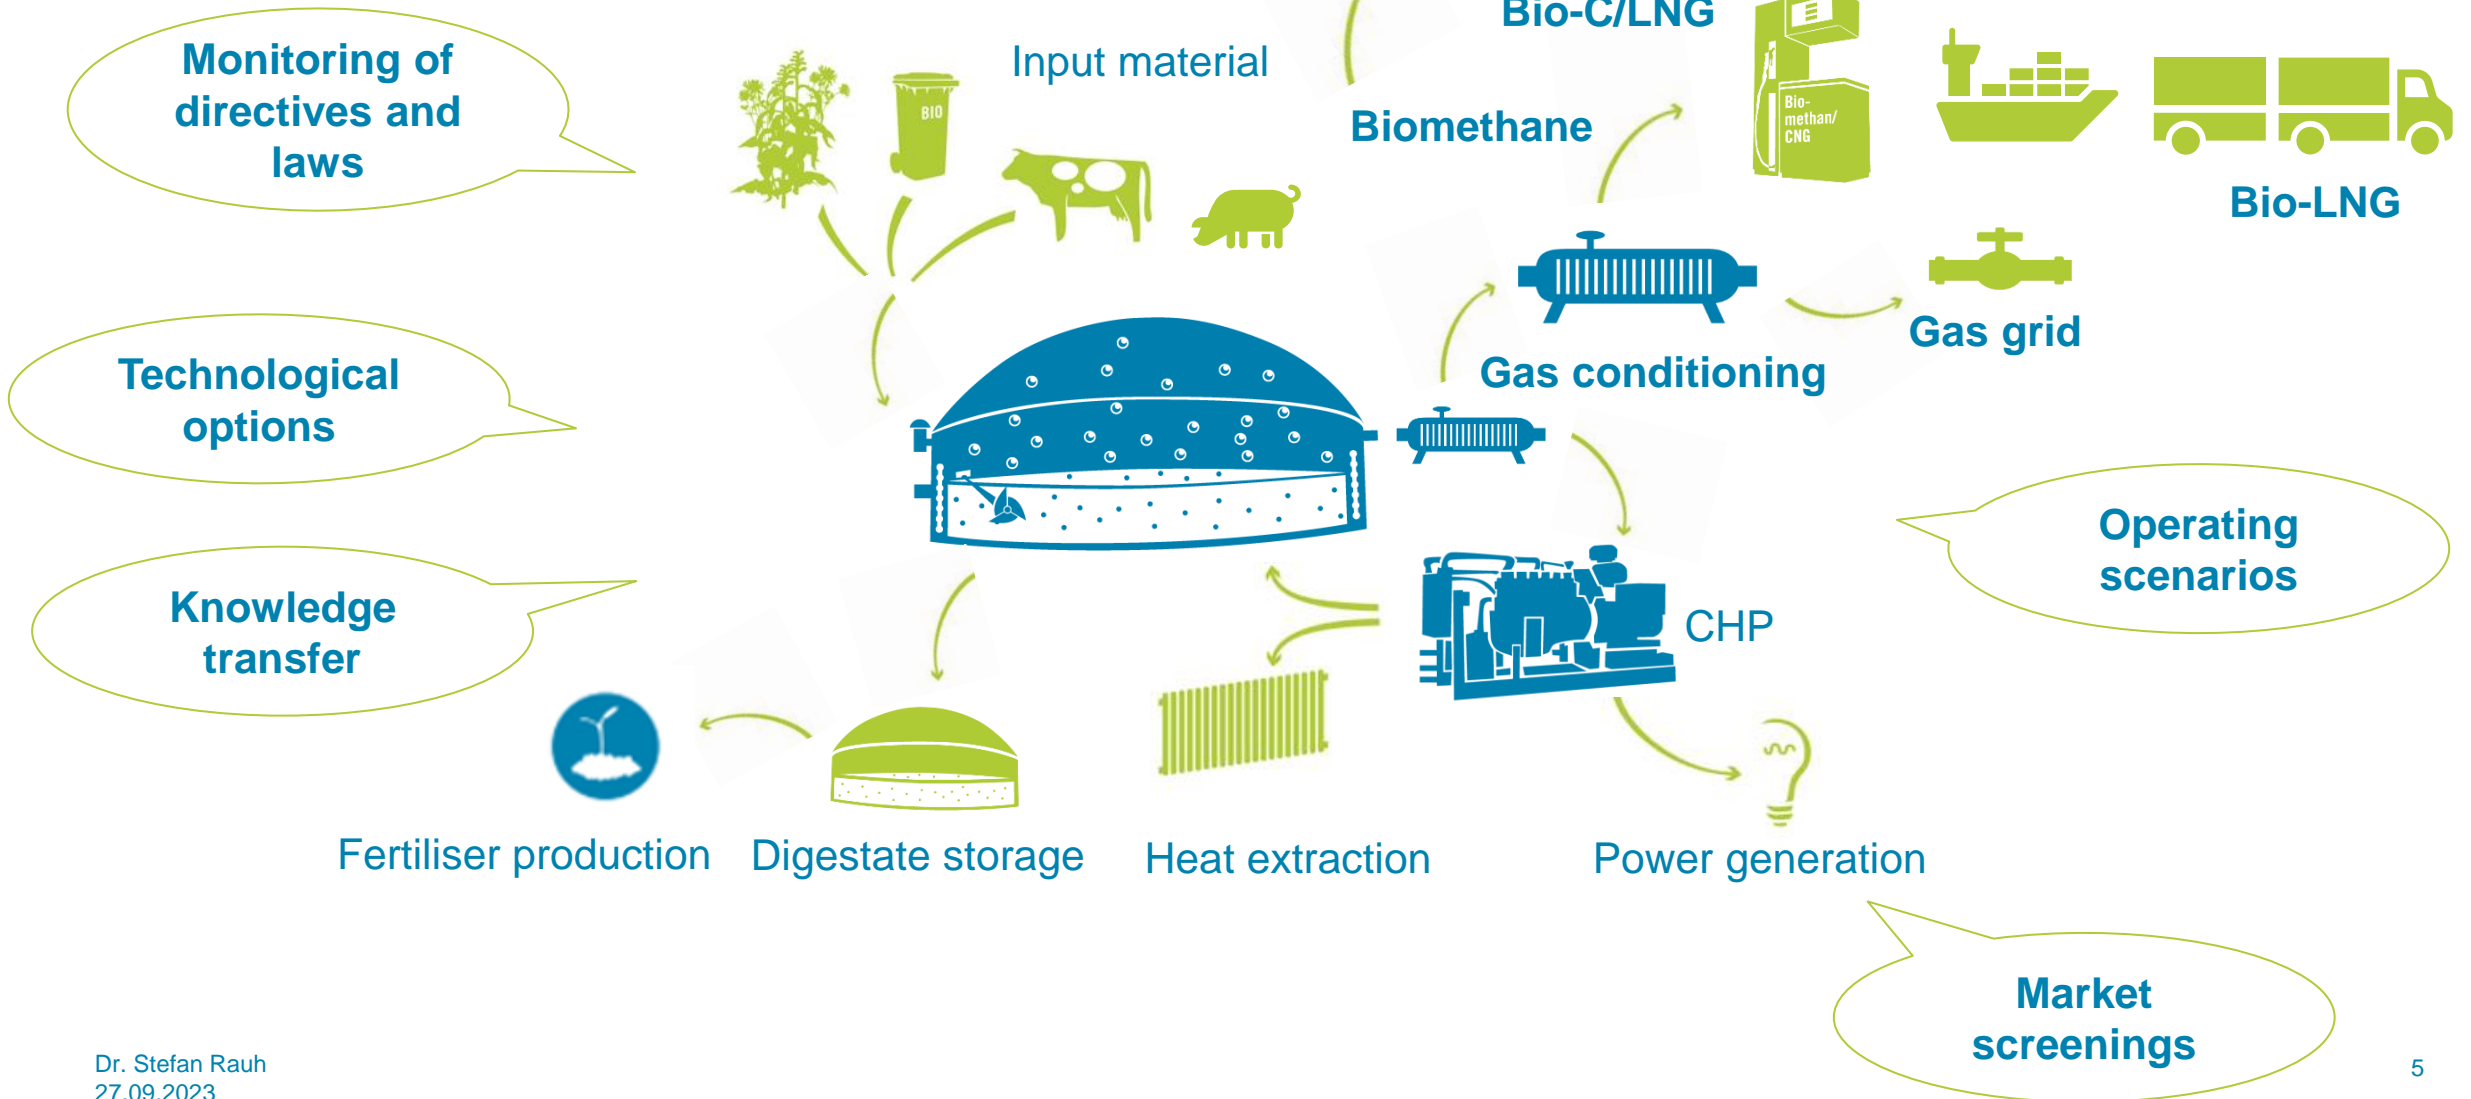 Bio-C/LNG
Monitoring of
directives and
laws
Input material
BIO
Biomethane
Bio-
methan/
CNG
Bio-LNG
Gas grid
Technological
options
Gas conditioning
Operating
scenarios
Knowledge
transfer
CHP
Fertiliser production
Digestate storage
Heat extraction
Power generation
Market
screenings
Dr. Stefan Rauh
27.09.2023
5